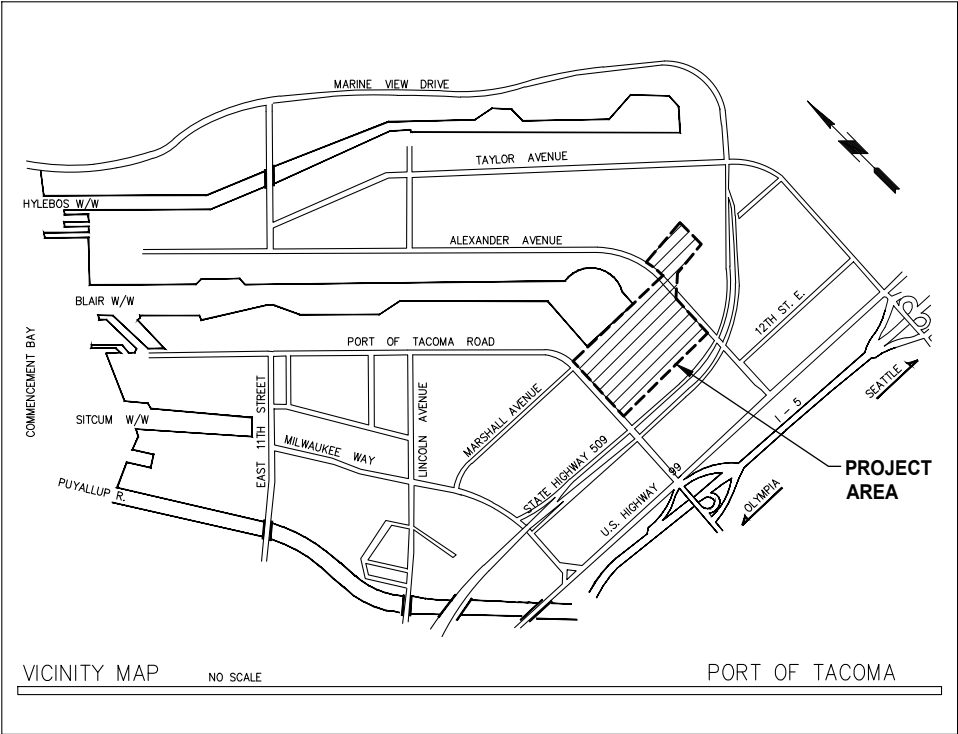 MARINE VIEW DRIVE
TAYLOR AVENUE
HYLEBOS W/W
ALEXANDER AVENUE
BLAIR W/W
12TH ST. E.
COMMENCEMENT BAY
PORT OF TACOMA ROAD
SEATTLE
EAST 11TH STREET
LINCOLN AVENUE
MARSHALL AVENUE
I - 5
SITCUM W/W
MILWAUKEE WAY
STATE HIGHWAY 509
U.S. HIGHWAY 99
PROJECT
AREA
PUYALLUP R.
OLYMPIA
VICINITY MAP
NO SCALE
PORT OF TACOMA